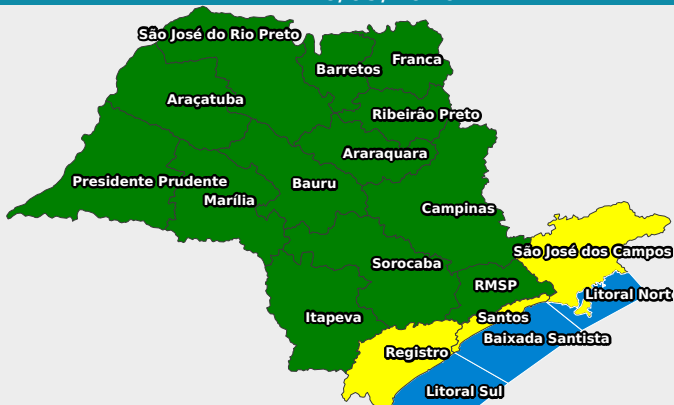 São José do Rio Preto
Franca
Barretos
Araçatuba
Ribeirão Preto
Araraquara
Presidente Prudente
Bauru
Marília
Campinas
São José dos Campos
Sorocaba
RMSP
Litoral Nort
Itapeva
Santos
Baixada Santista
Registro
Litoral Sul